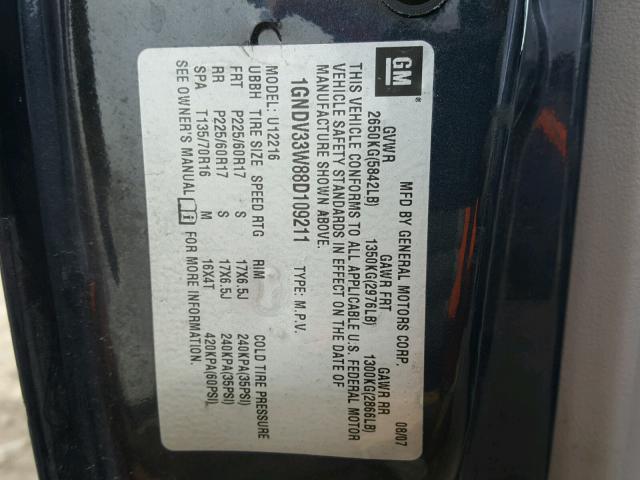 GM ®
MFD BY GENERAL MOTORS CORP. 08/07
GVWR GAWR FRT GAWR RR
2650KG(5842LB) 1350KG(2976LB) 1300KG(2866LB)
THIS VEHICLE CONFORMS TO ALL APPLICABLE U.S. FEDERAL MOTOR
VEHICLE SAFETY STANDARDS IN EFFECT ON THE DATE OF
MANUFACTURE SHOWN ABOVE.
1GNDV33W88D109211 TYPE: M.P.V.
MODEL: U12216
UBBH TIRE SIZE SPEED RTG RIM COLD TIRE PRESSURE
FRT P225/60R17 S 17X6.5J 240KPA(35PSI)
RR P225/60R17 S 17X6.5J 240KPA(35PSI)
SPA T135/70R16 M 16X4T 420KPA(60PSI)
SEE OWNER'S MANUAL FOR MORE INFORMATION.